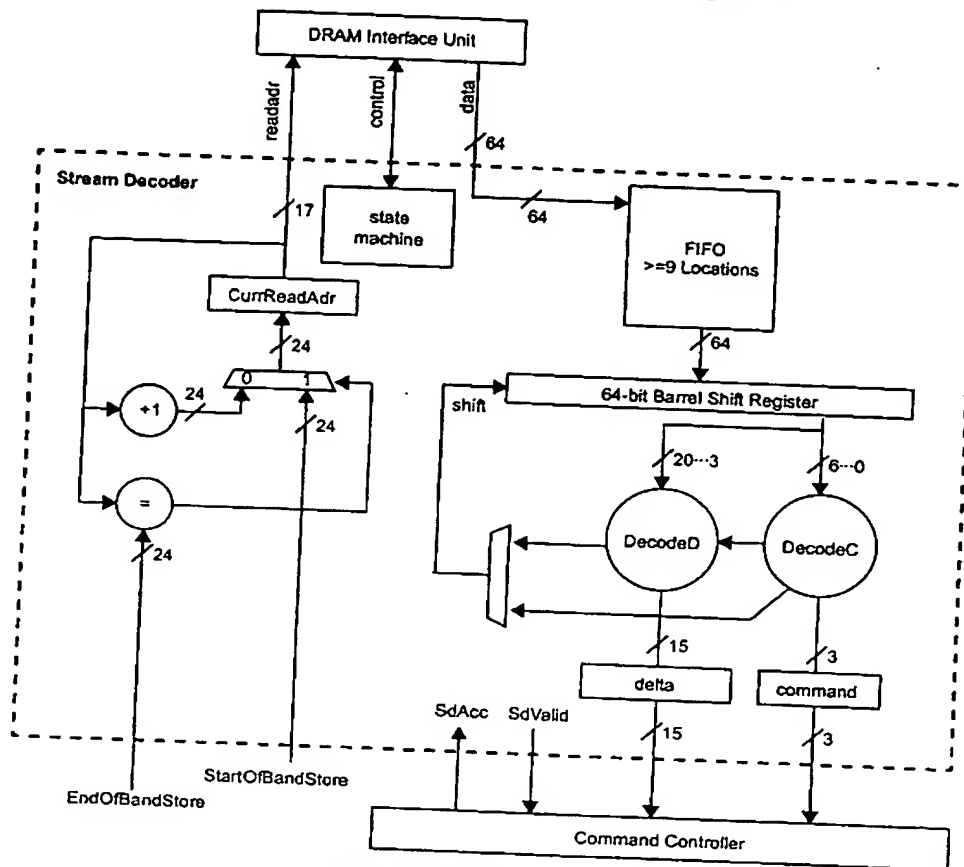 DRAM Interface Unit
readadr
control
data
64
Stream Decoder
17
state
machine
64
FIFO
>=9 Locations
CurrReadAdr
24
64
0 1
64-bit Barrel Shift Register
shift
+1
24
24
20···3
6···0
=
DecodeD
DecodeC
24
15
3
delta
command
SdAcc
SdValid
15
3
StartOfBandStore
EndOfBandStore
Command Controller